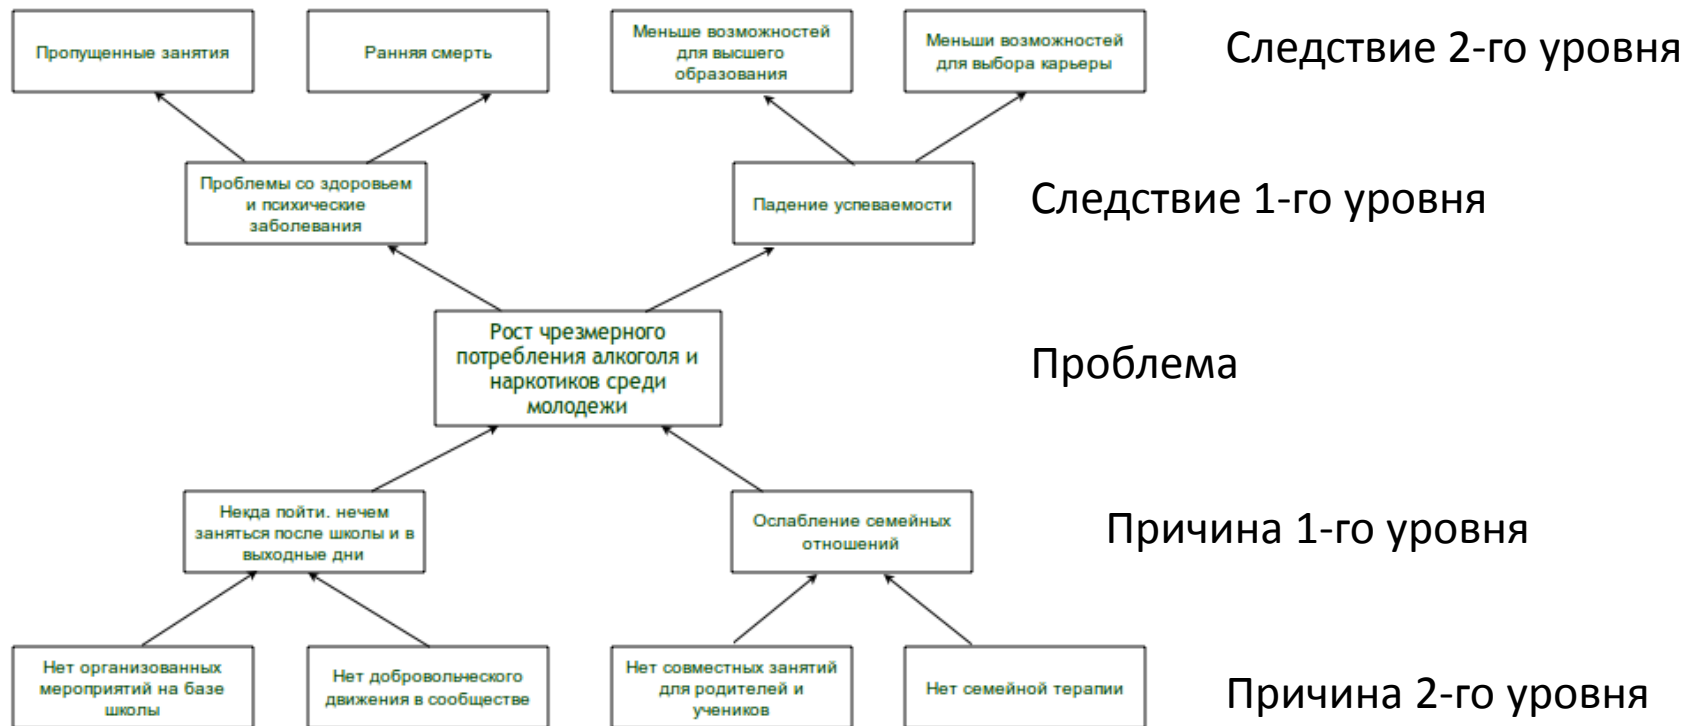 Пропущенные занятия
Ранняя смерть
Меньше возможностей
для высшего
образования
Меньши возможностей
для выбора карьеры
Следствие 2-го уровня
Проблемы со здоровьем
и психические
заболевания
Падение успеваемости
Следствие 1-го уровня
Рост чрезмерного
потребления алкоголя и
наркотиков среди
молодежи
Проблема
Некда пойти. нечем
заняться после школы и в
выходные дни
Ослабление семейных
отношений
Причина 1-го уровня
Нет организованных
мероприятий на базе
школы
Нет добровольческого
движения в сообществе
Нет совместных занятий
для родителей и
учеников
Нет семейной терапии
Причина 2-го уровня